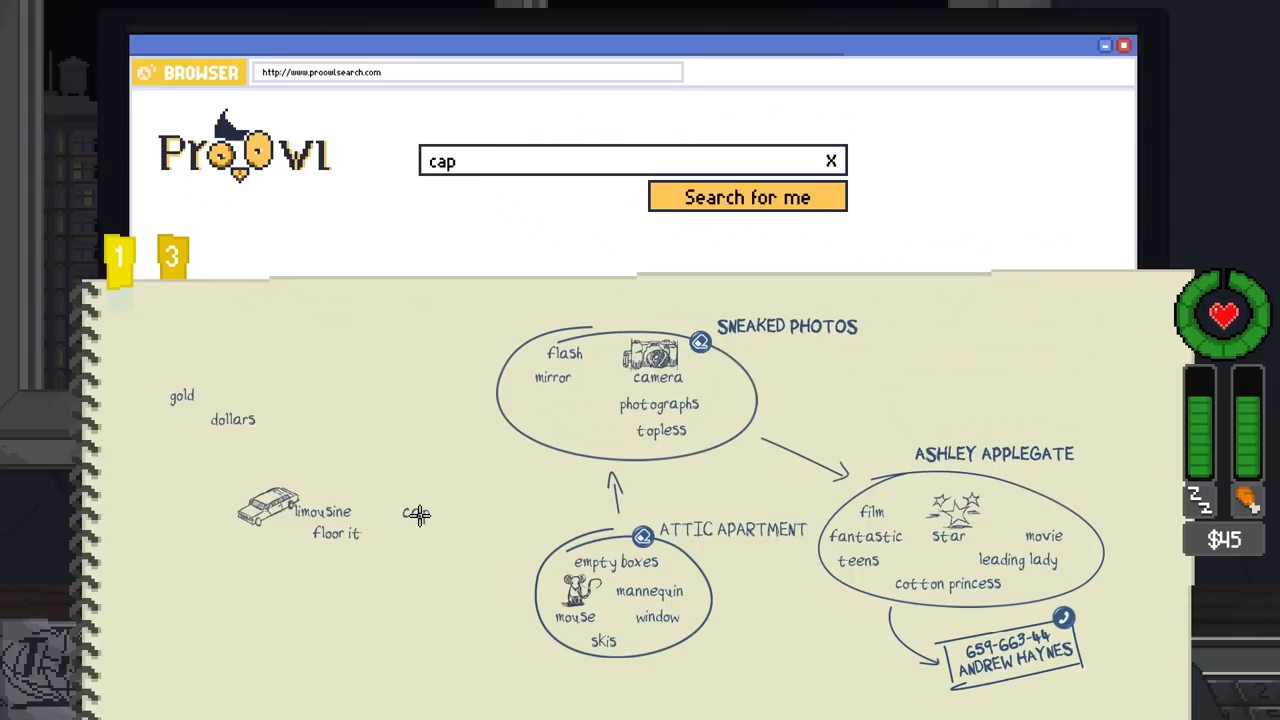 BROWSER
http://www.proowlsearch.com
PrOOwl
cap
X
Search for me
1
3
SNEAKED PHOTOS
flash
mirror
camera
photographs
topless
gold
dollars
ASHLEY APPLEGATE
film
fantastic
star
movie
teens
leading lady
cotton princess
limousine
floor it
ATTIC APARTMENT
empty boxes
mannequin
mouse
window
skis
659-663-44
ANDREW HAYNES
$45